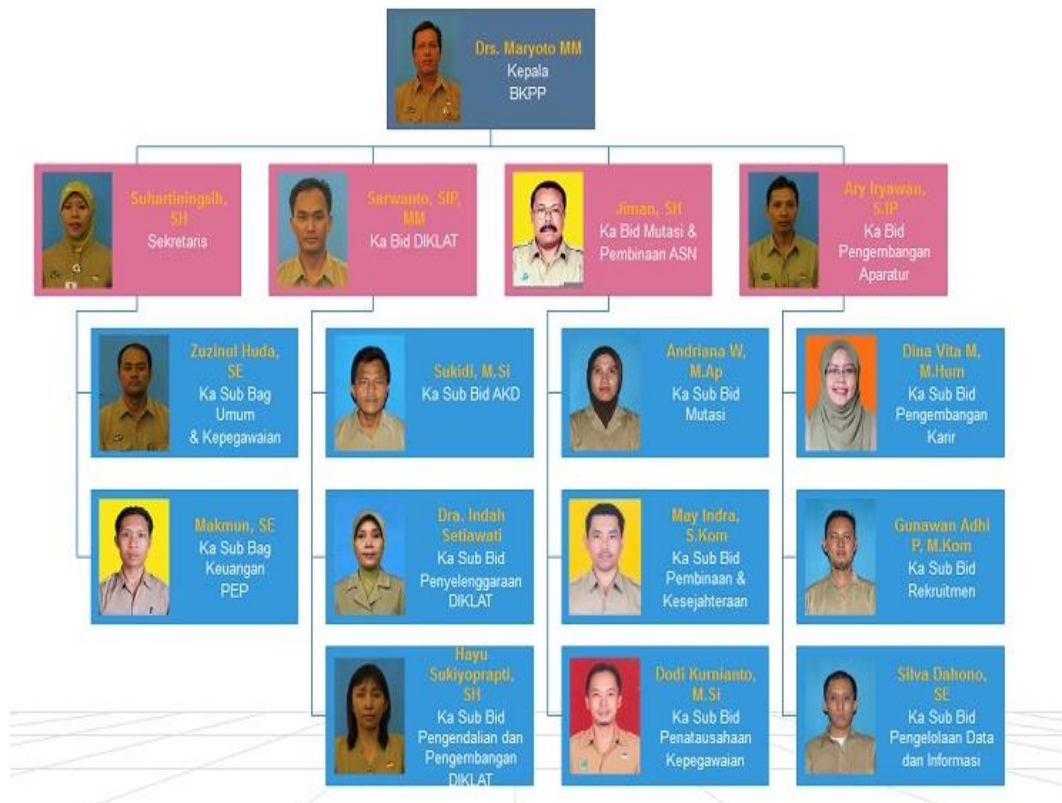 Drs. Maryoto MM
Kepala
BKPP
Suhartiningsih,
SH
Sekretaris
Sarwanto, SIP,
MM
Ka Bid DIKLAT
Jiman, SH
Ka Bid Mutasi &
Pembinaan ASN
Ary Iryawan,
S.IP
Ka Bid
Pengembangan
Aparatur
Zuzinul Huda,
SE
Ka Sub Bag
Umum
& Kepegawaian
Sukidi, M.Si
Ka Sub Bid AKD
Andriana W,
M.Ap
Ka Sub Bid
Mutasi
Dina Vita M,
M.Hum
Ka Sub Bid
Pengembangan
Karir
Makmun, SE
Ka Sub Bag
Keuangan
PEP
Dra. Indah
Setiawati
Ka Sub Bid
Penyelenggaraan
DIKLAT
May Indra,
S.Kom
Ka Sub Bid
Pembinaan &
Kesejahteraan
Gunawan Adhi
P, M.Kom
Ka Sub Bid
Rekruitmen
Hayu
Sukiyoprapti,
SH
Ka Sub Bid
Pengendalian dan
Pengembangan
DIKLAT
Dodi Kurnianto,
M.Si
Ka Sub Bid
Penatausahaan
Kepegawaian
Silva Dahono,
SE
Ka Sub Bid
Pengelolaan Data
dan Informasi